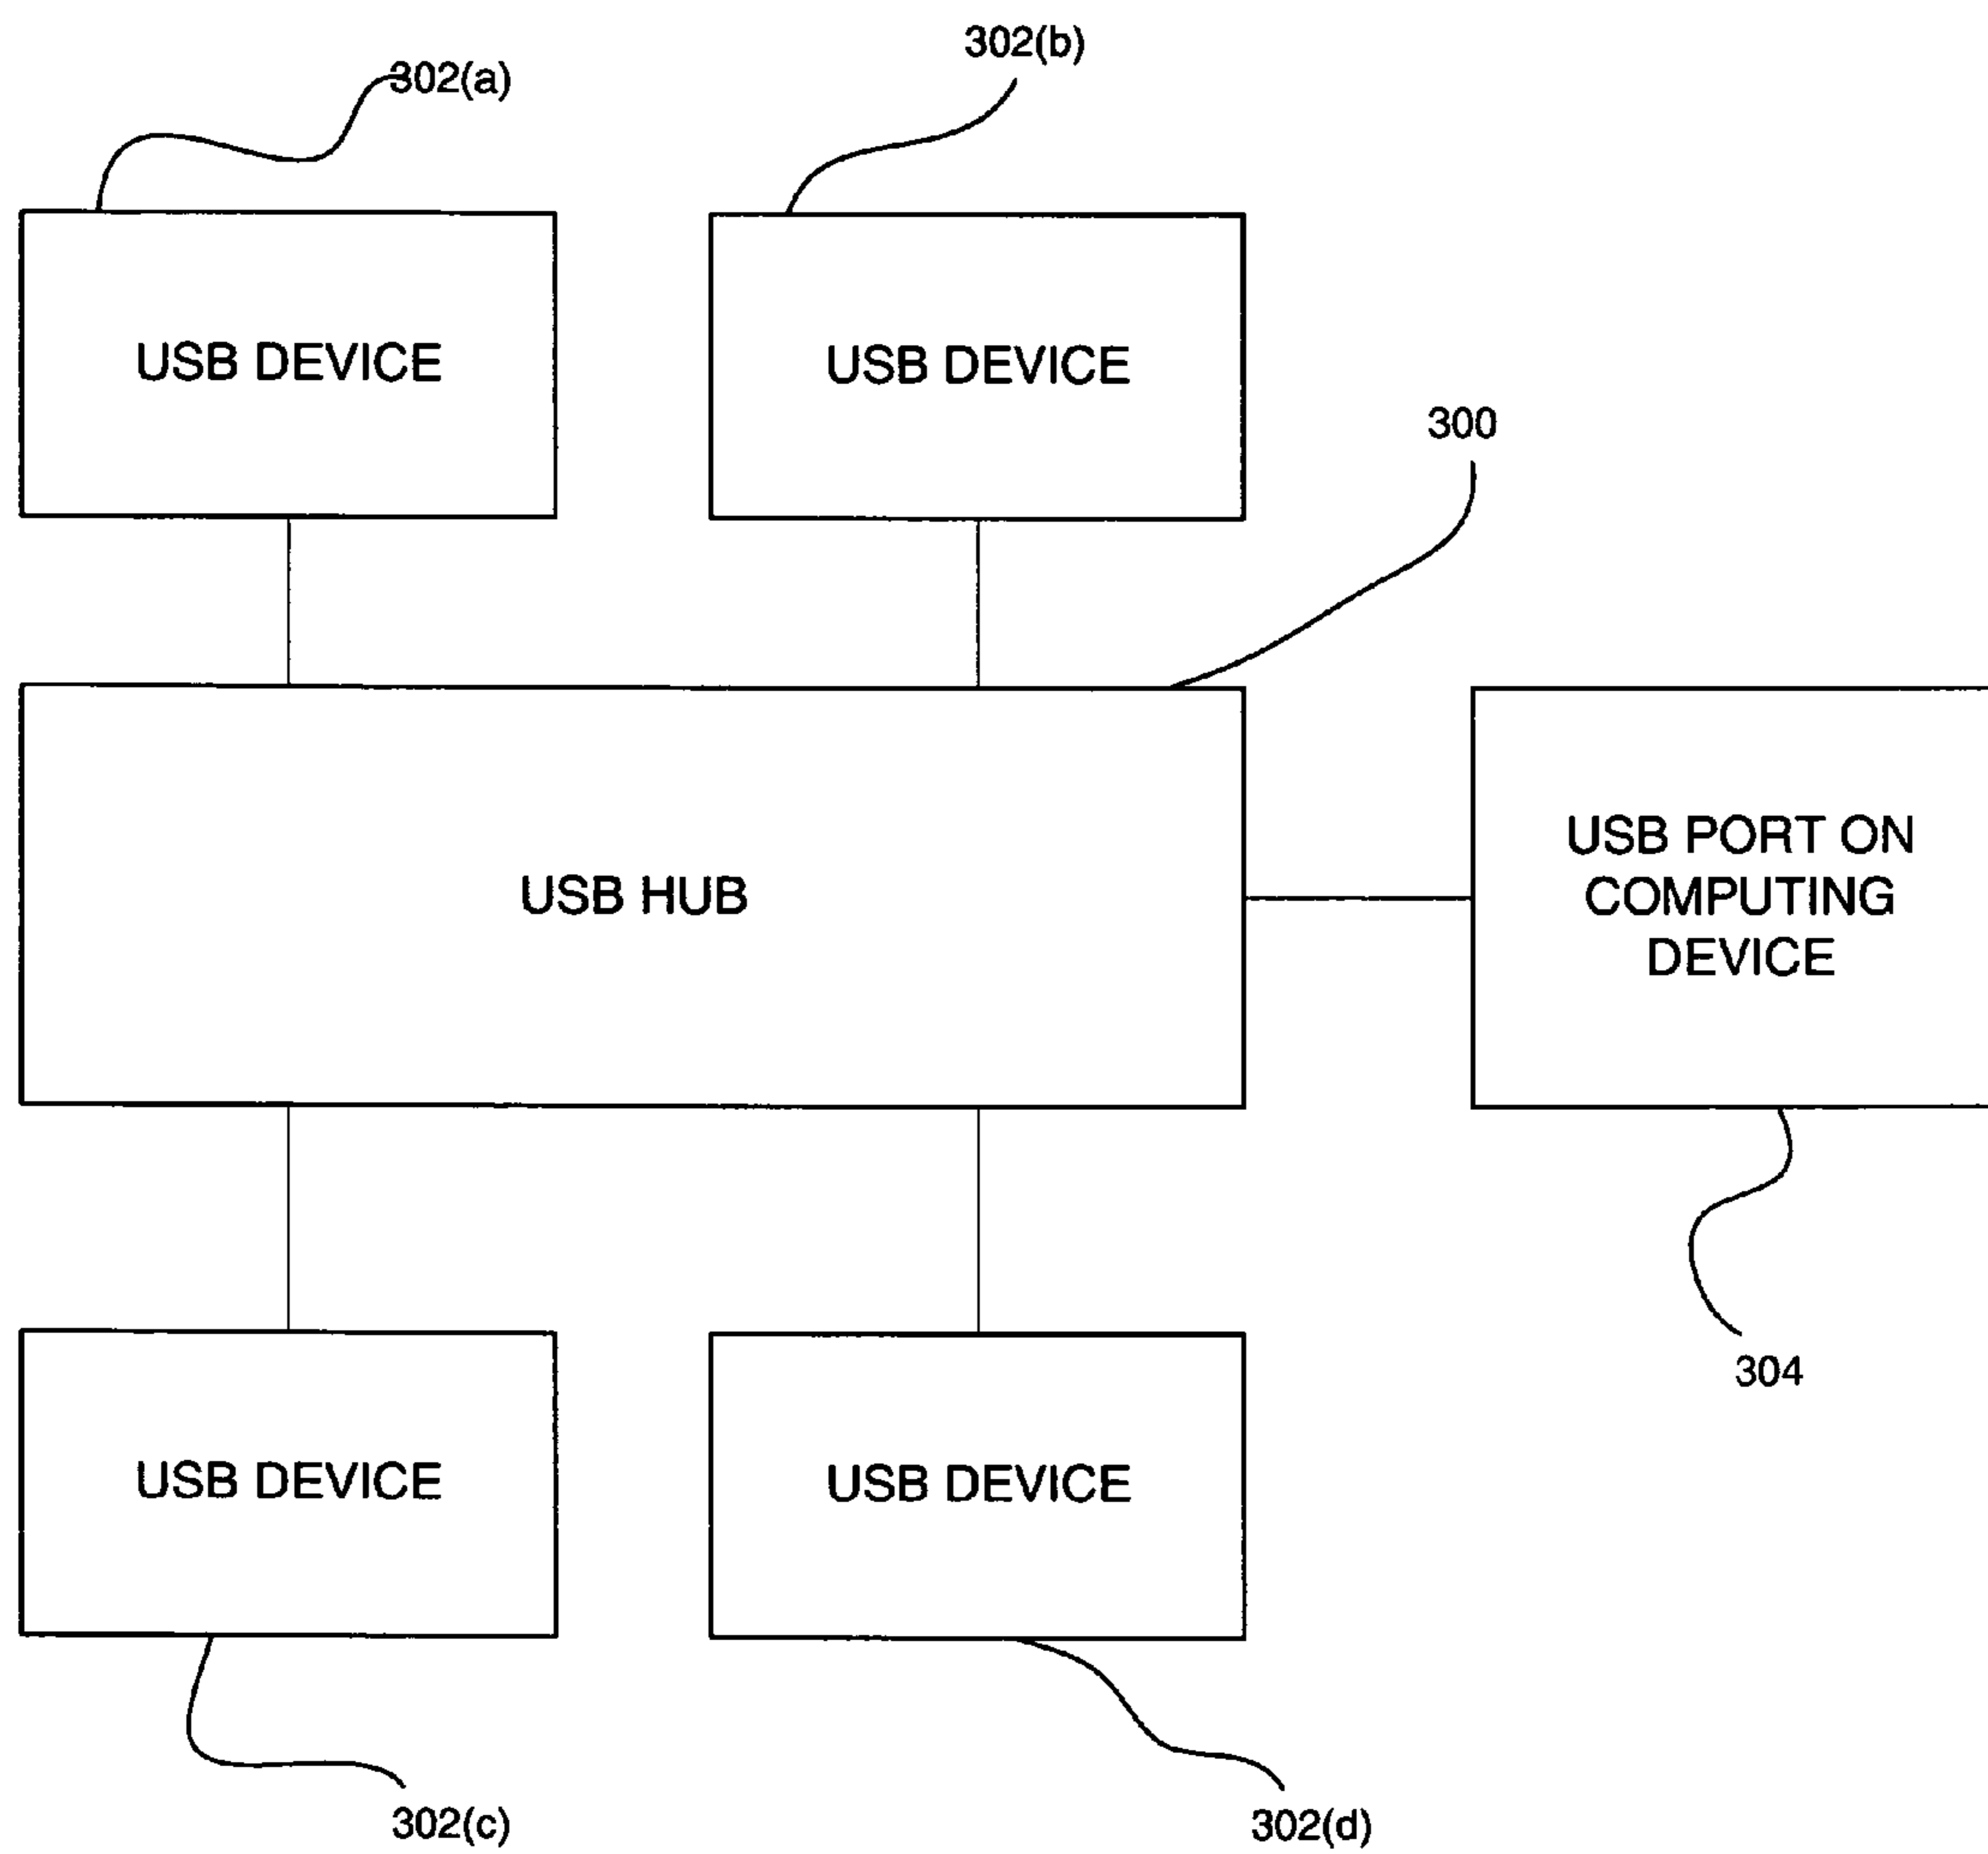 302(a)
302(b)
USB DEVICE
USB DEVICE
300
USB HUB
USB PORT ON
COMPUTING
DEVICE
304
USB DEVICE
USB DEVICE
302(c)
302(d)